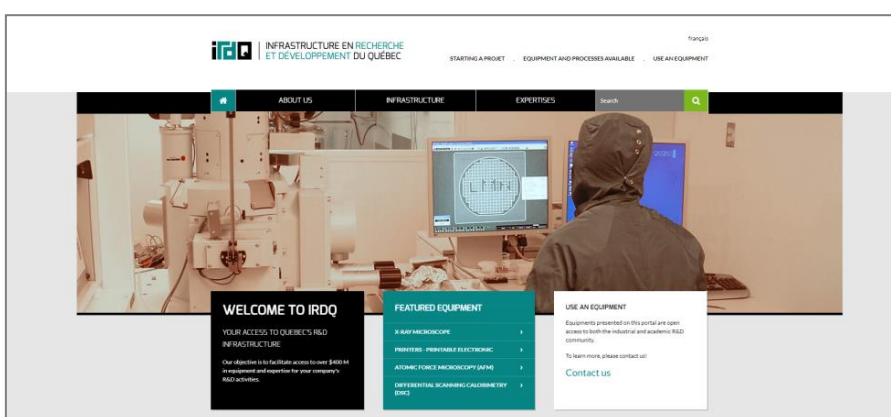 français
irdQ
INFRASTRUCTURE EN RECHERCHE
ET DÉVELOPPEMENT DU QUÉBEC
STARTING A PROJET . EQUIPMENT AND PROCESSES AVAILABLE . USE AN EQUIPMENT
ABOUT US
INFRASTRUCTURE
EXPERTISES
Search
LMN
WELCOME TO IRDQ
YOUR ACCESS TO QUEBEC'S R&D
INFRASTRUCTURE
Our objective is to facilitate access to over $400 M
in equipment and expertise for your company's
R&D activities.
FEATURED EQUIPMENT
X-RAY MICROSCOPE
PRINTERS - PRINTABLE ELECTRONIC
ATOMIC FORCE MICROSCOPY (AFM)
DIFFERENTIAL SCANNING CALORIMETRY
(DSC)
USE AN EQUIPMENT
Equipments presented on this portal are open
access to both the industrial and academic R&D
community.
To learn more, please contact us!
Contact us